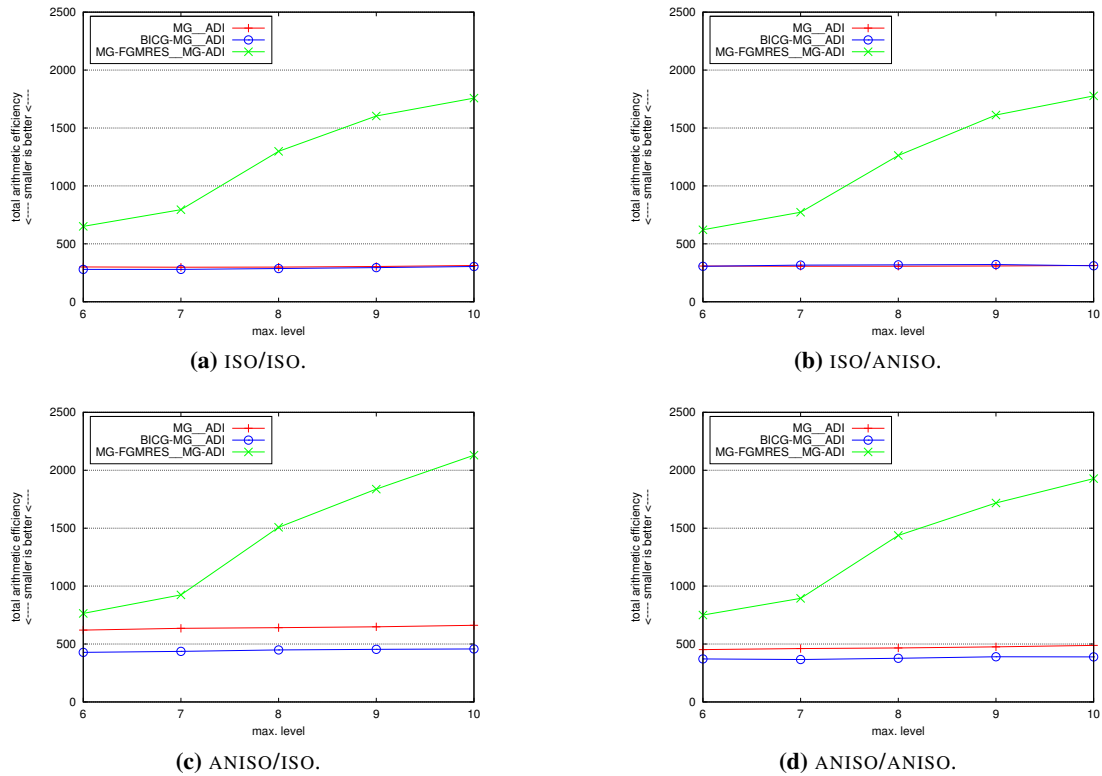 2500
2000
1500
1000
500
0
total arithmetic efficiency
<---- smaller is better <----
MG__ADI
BICG-MG__ADI
MG-FGMRES__MG-ADI
6 7 8 9 10
max. level
(a) ISO/ISO.
2500
2000
1500
1000
500
0
total arithmetic efficiency
<---- smaller is better <----
MG__ADI
BICG-MG__ADI
MG-FGMRES__MG-ADI
6 7 8 9 10
max. level
(b) ISO/ANISO.
2500
2000
1500
1000
500
0
total arithmetic efficiency
<---- smaller is better <----
MG__ADI
BICG-MG__ADI
MG-FGMRES__MG-ADI
6 7 8 9 10
max. level
(c) ANISO/ISO.
2500
2000
1500
1000
500
0
total arithmetic efficiency
<---- smaller is better <----
MG__ADI
BICG-MG__ADI
MG-FGMRES__MG-ADI
6 7 8 9 10
max. level
(d) ANISO/ANISO.